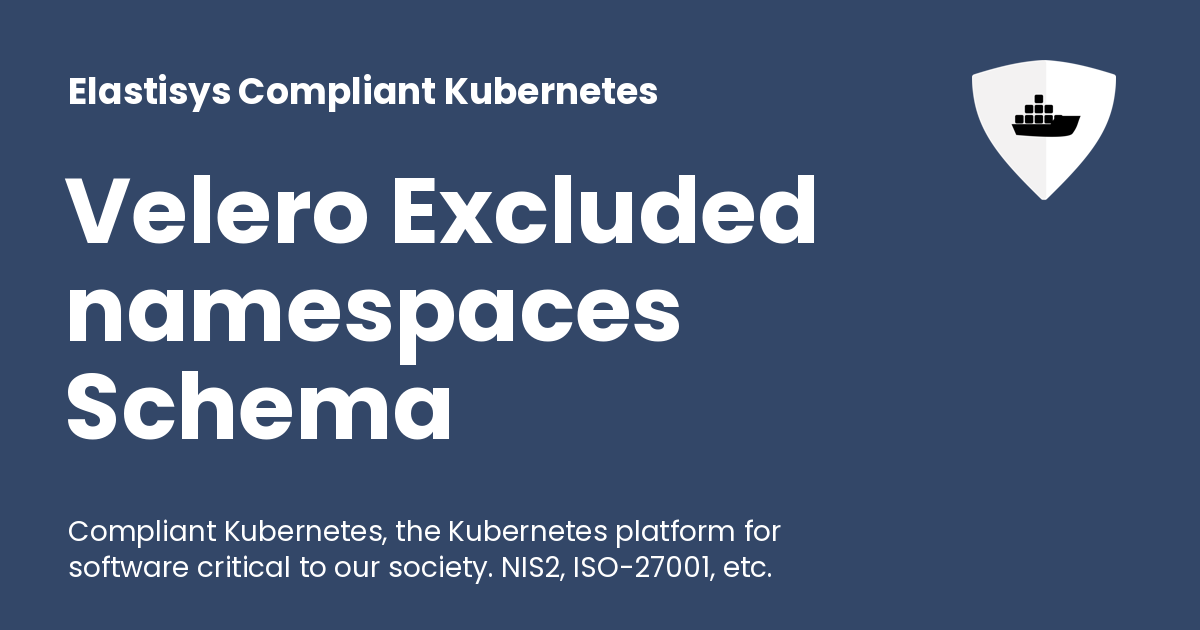 Elastisys Compliant Kubernetes
Velero Excluded
namespaces
Schema
Compliant Kubernetes, the Kubernetes platform for
software critical to our society. NIS2, ISO-27001, etc.